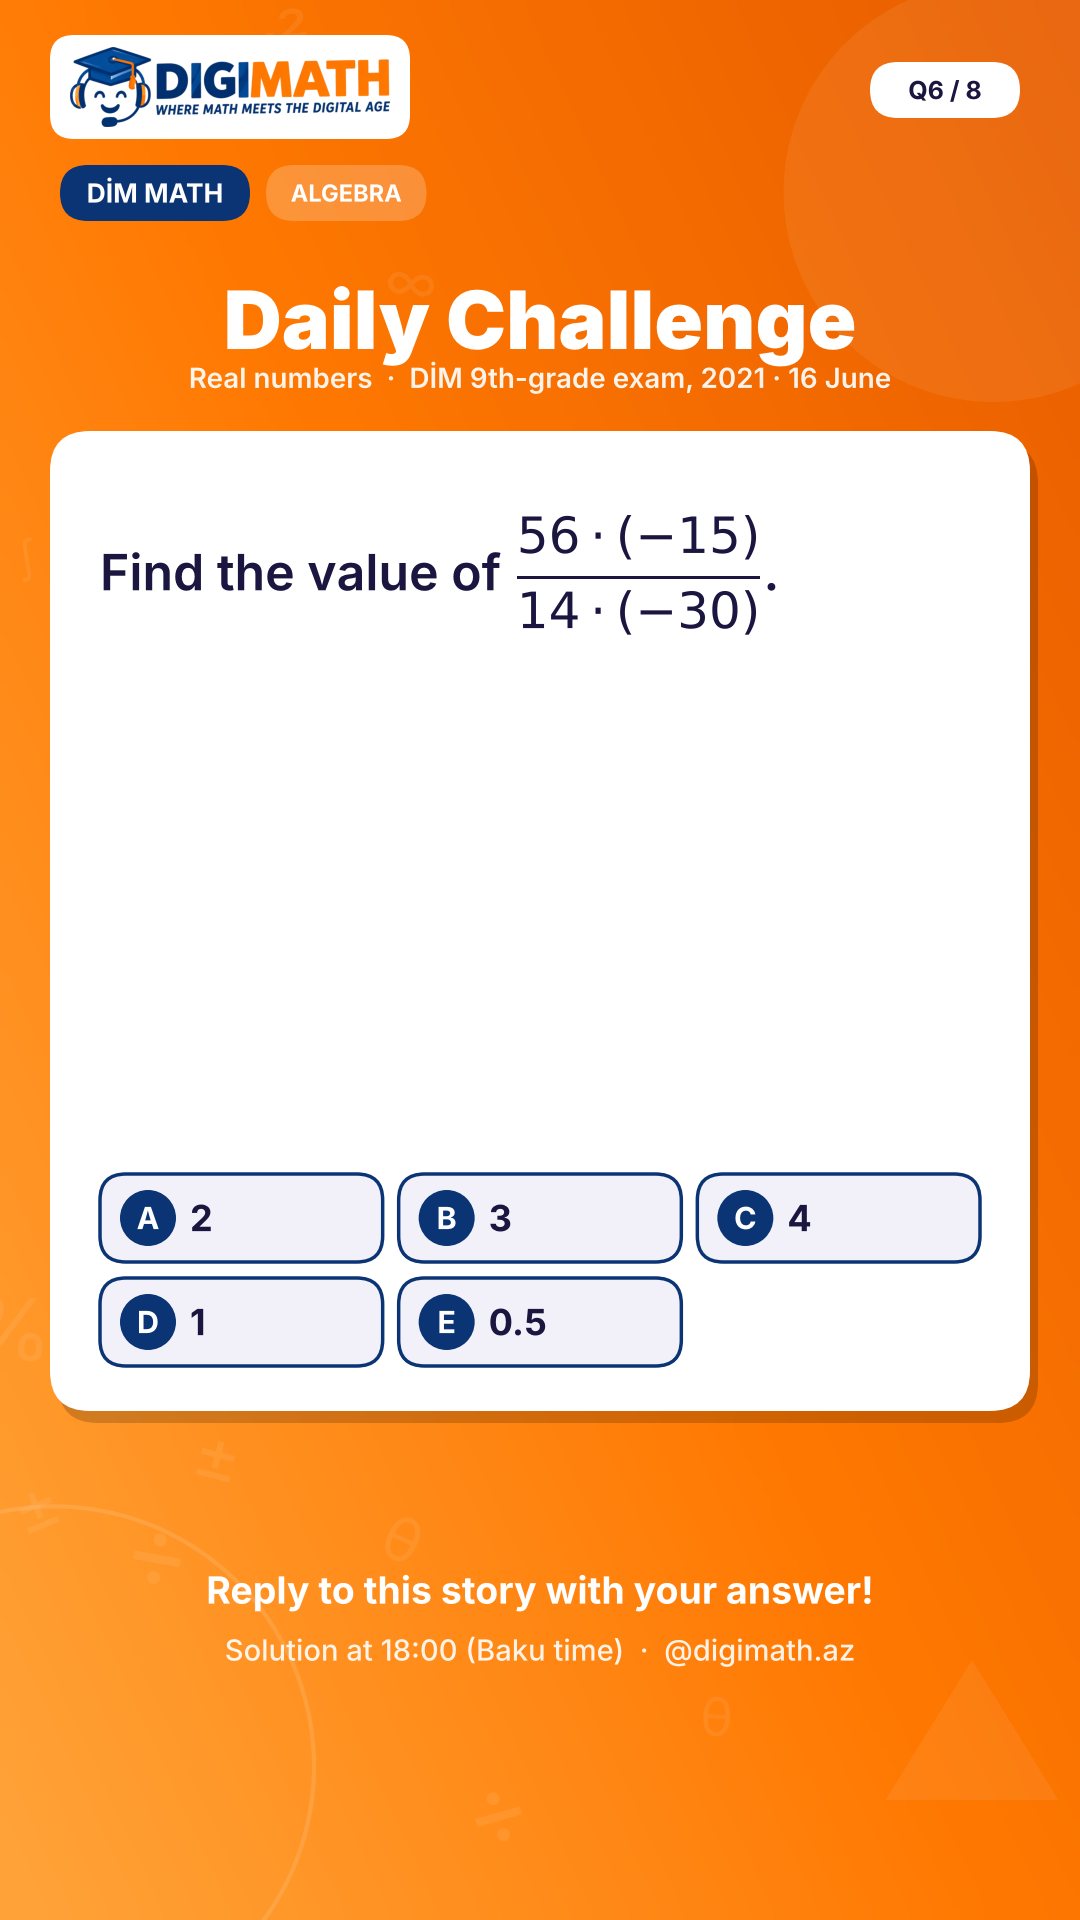 DIGIMATH
WHERE MATH MEETS THE DIGITAL AGE
Q6 / 8
DİM MATH
ALGEBRA
Daily Challenge
Real numbers · DİM 9th-grade exam, 2021 · 16 June
Find the value of \frac{56 · (−15)}{14 · (−30)}.
A 2
B 3
C 4
D 1
E 0.5
Reply to this story with your answer!
Solution at 18:00 (Baku time) · @digimath.az